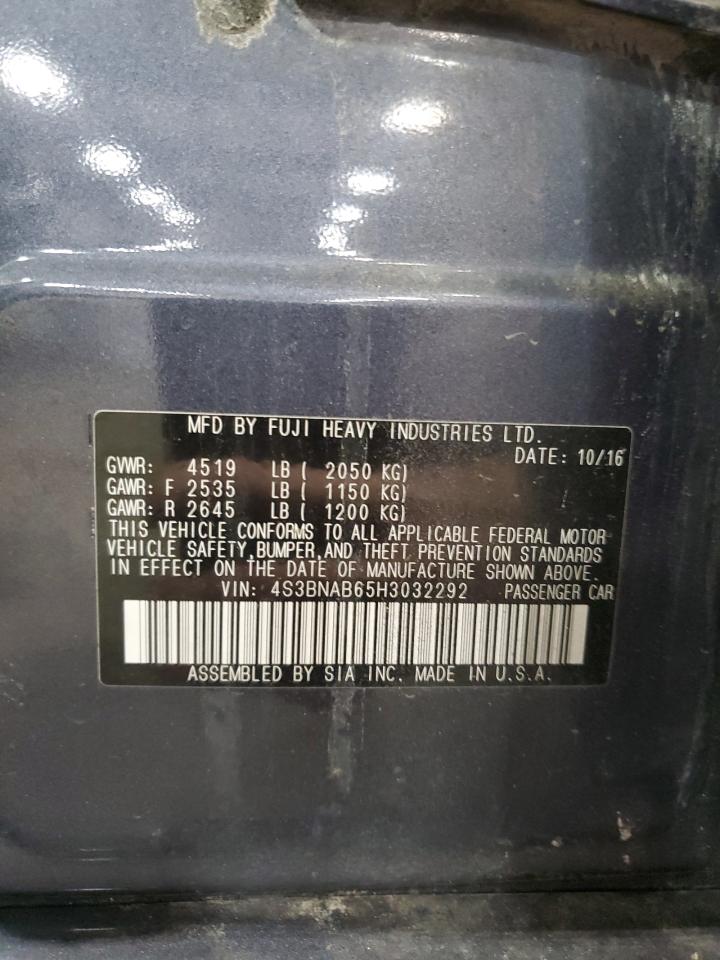 MFD BY FUJI HEAVY INDUSTRIES LTD.
DATE: 10/16
GVWR: 4519 LB ( 2050 KG)
GAWR: F 2535 LB ( 1150 KG)
GAWR: R 2645 LB ( 1200 KG)
THIS VEHICLE CONFORMS TO ALL APPLICABLE FEDERAL MOTOR
VEHICLE SAFETY, BUMPER, AND THEFT PREVENTION STANDARDS
IN EFFECT ON THE DATE OF MANUFACTURE SHOWN ABOVE.
VIN: 4S3BNAB65H3032292 PASSENGER CAR
ASSEMBLED BY SIA INC. MADE IN U.S.A.